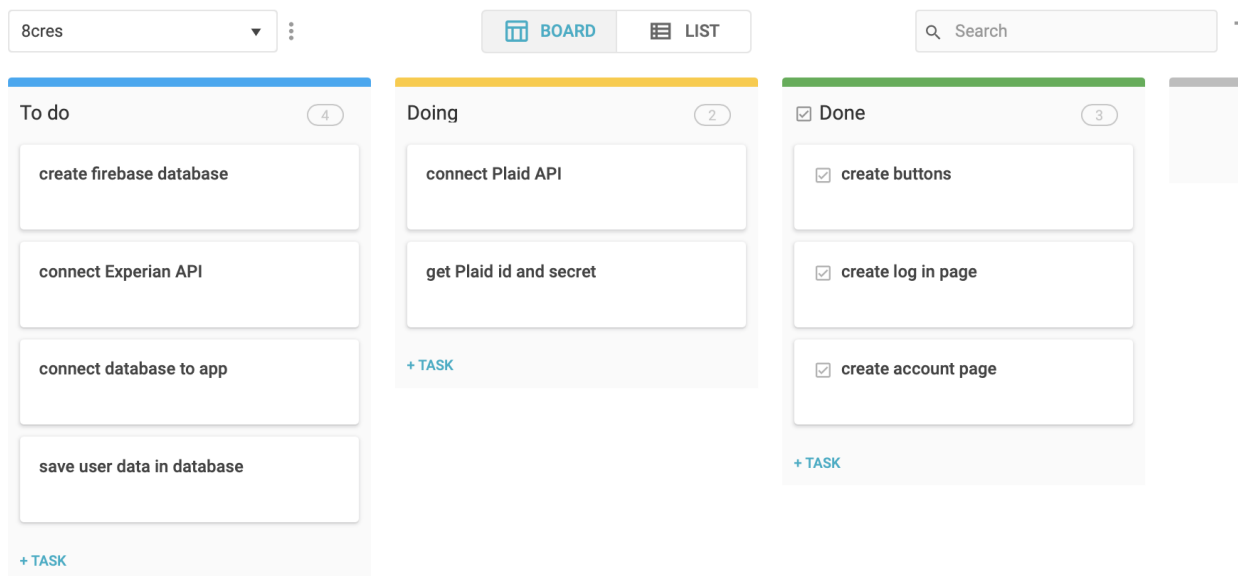 8cres
BOARD
LIST
Search
To do
4
create firebase database
connect Experian API
connect database to app
save user data in database
+ TASK
Doing
2
connect Plaid API
get Plaid id and secret
+ TASK
Done
3
create buttons
create log in page
create account page
+ TASK